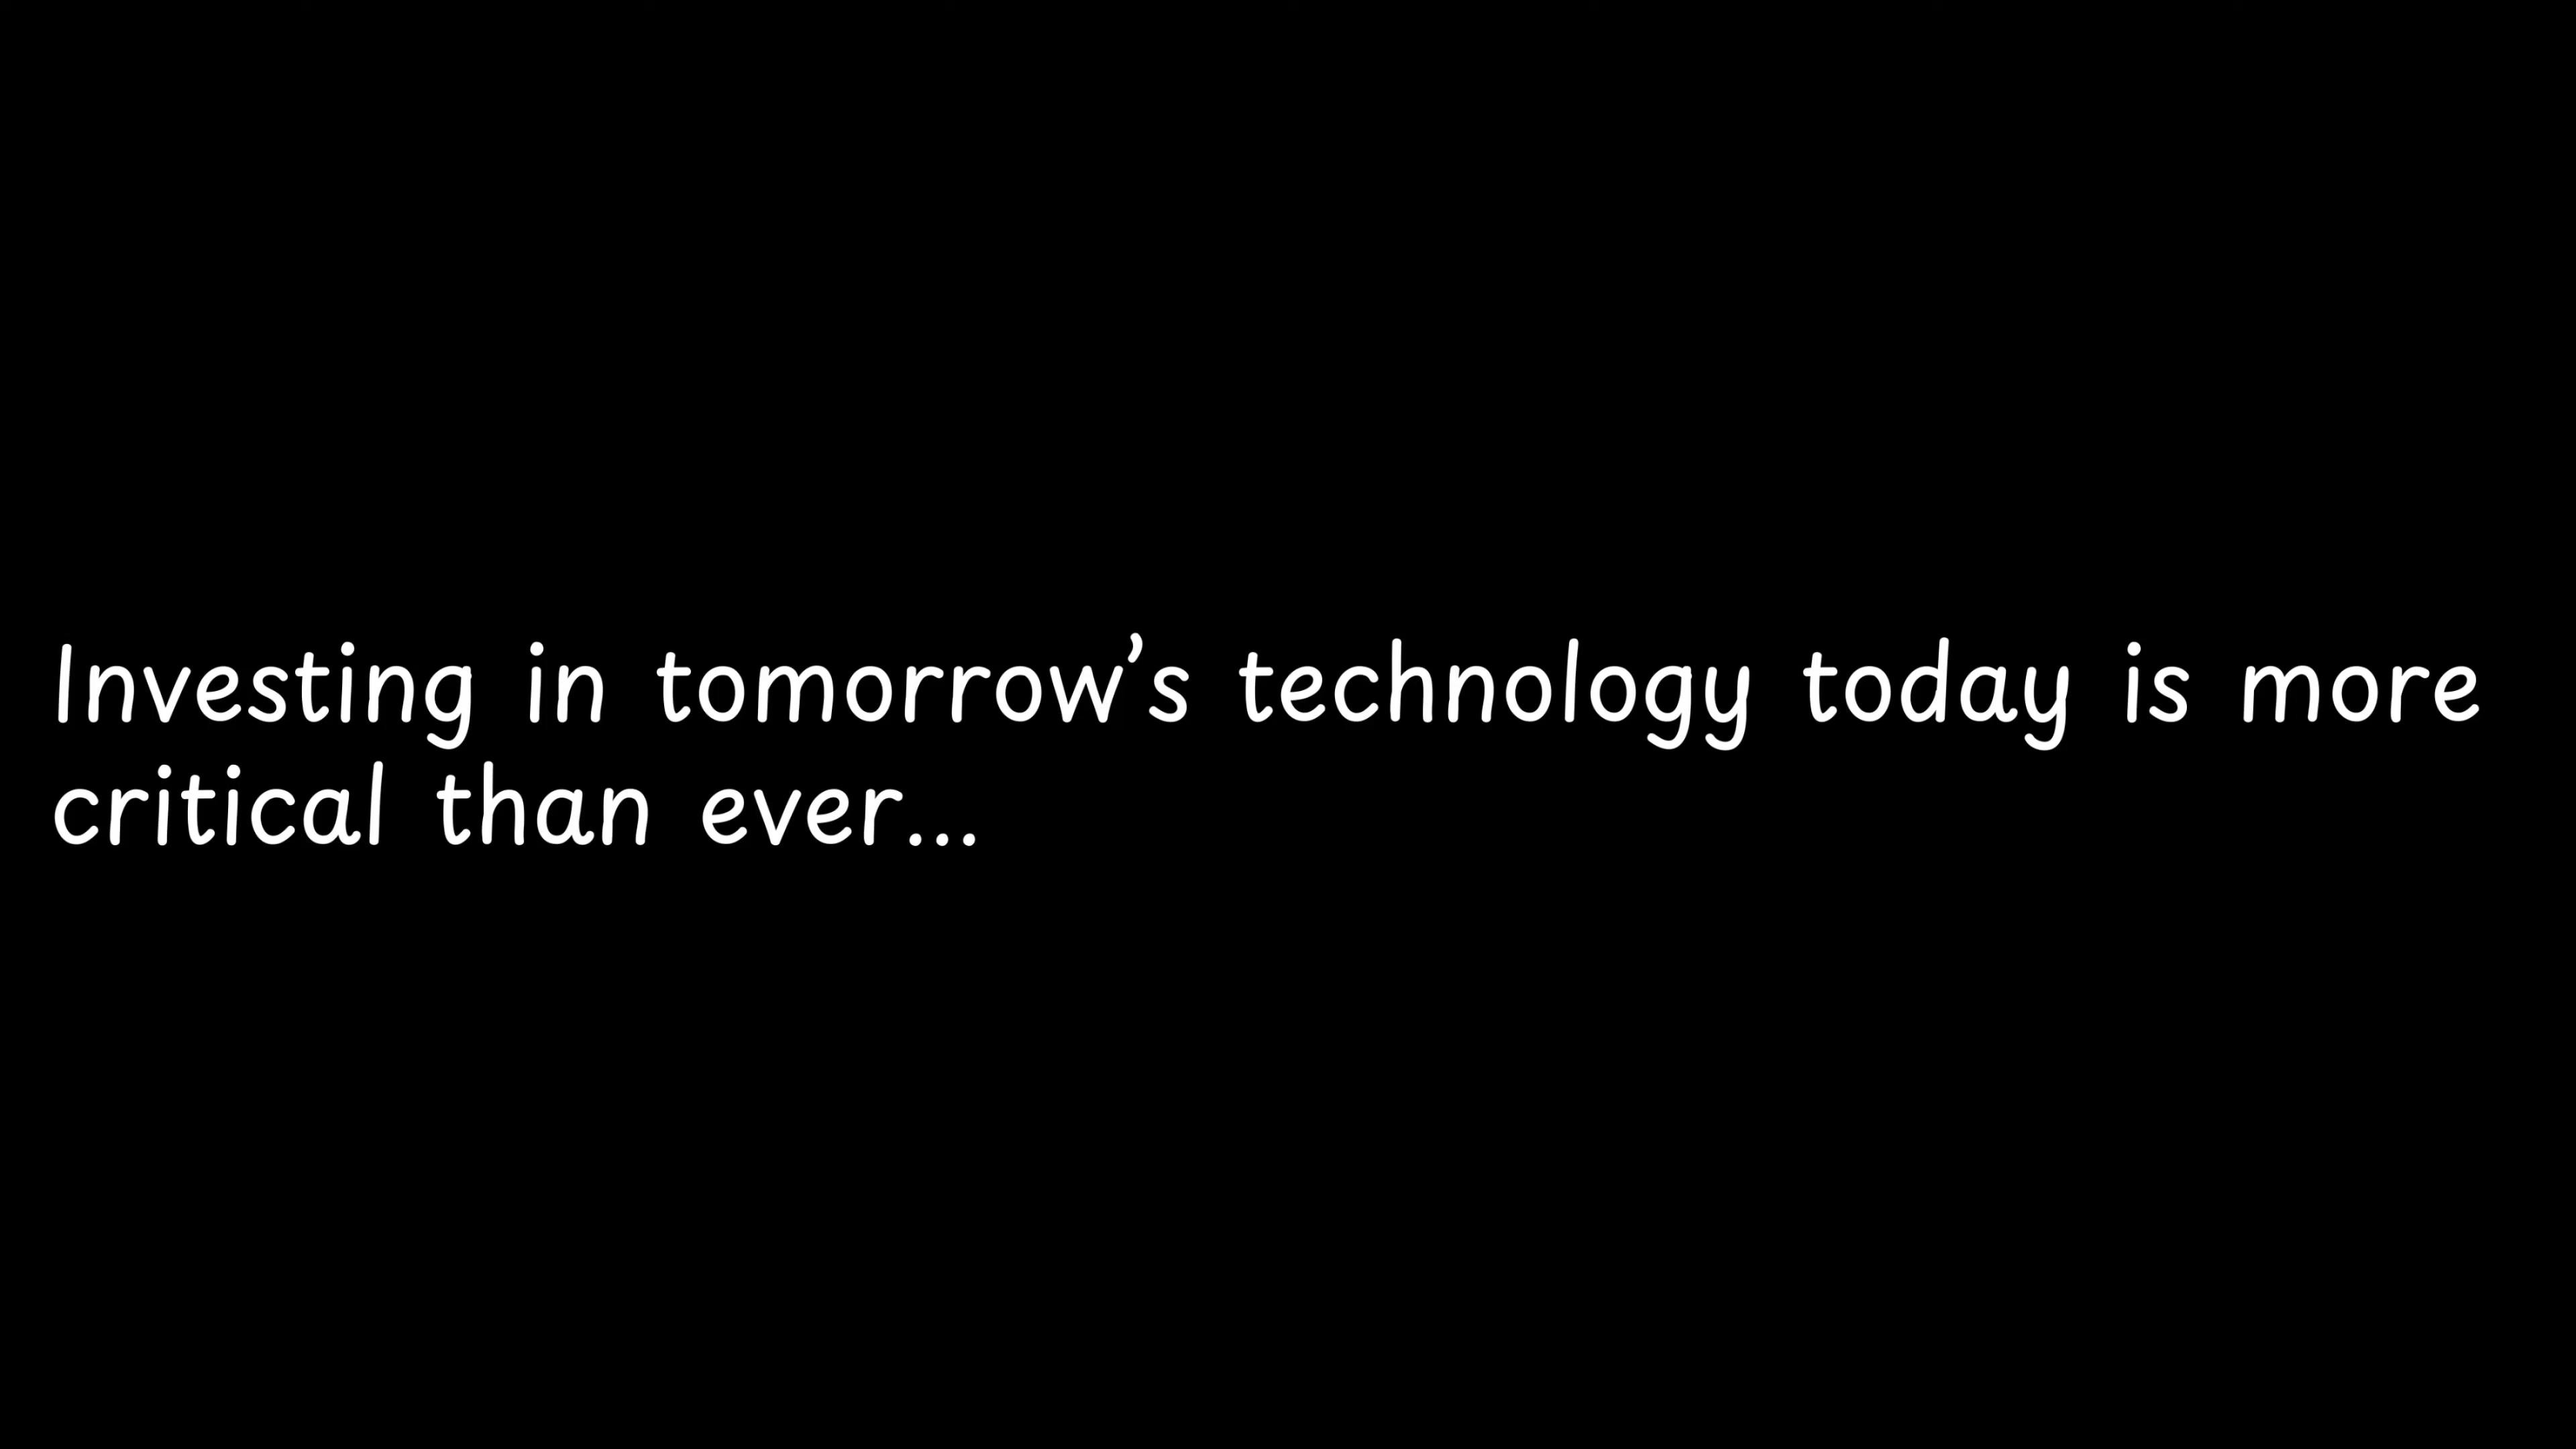 Investing in tomorrow’s technology today is more
critical than ever...